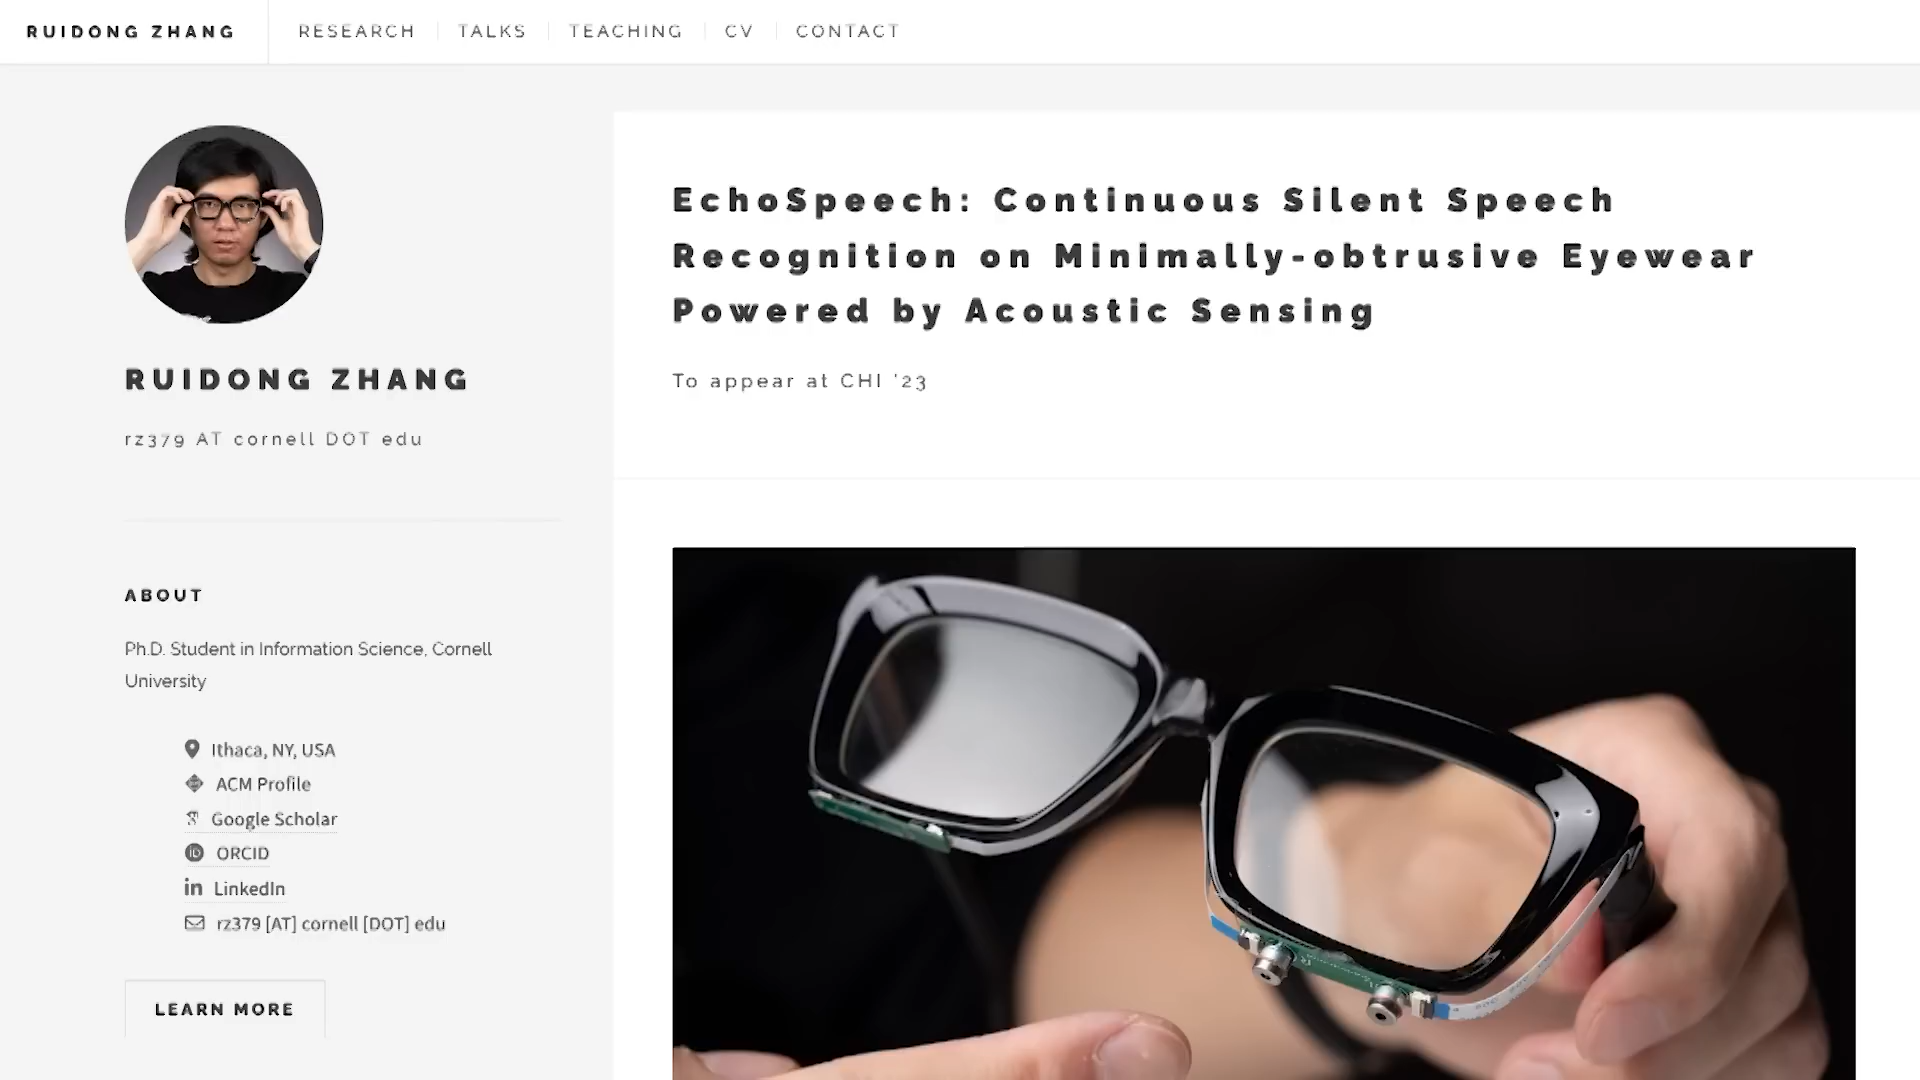 RUIDONG ZHANG
RESEARCH
TALKS
TEACHING
CV
CONTACT
RUIDONG ZHANG
rz379 AT cornell DOT edu
ABOUT
Ph.D. Student in Information Science, Cornell
University
Ithaca, NY, USA
ACM Profile
Google Scholar
ORCID
LinkedIn
rz379 [AT] cornell [DOT] edu
LEARN MORE
EchoSpeech: Continuous Silent Speech
Recognition on Minimally-obtrusive Eyewear
Powered by Acoustic Sensing
To appear at CHI '23